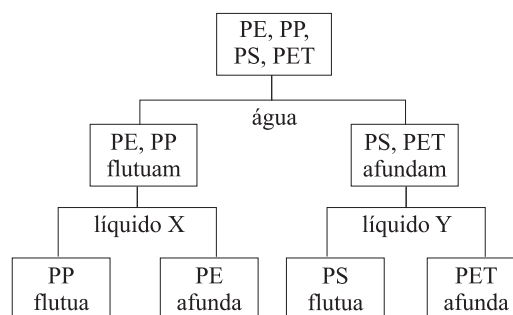 PE, PP,
PS, PET
água
PE, PP
flutuam
PS, PET
afundam
líquido X
líquido Y
PP
flutua
PE
afunda
PS
flutua
PET
afunda